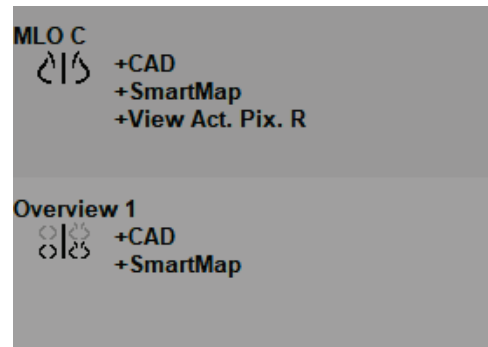 MLO C
+CAD
+SmartMap
+View Act. Pix. R
Overview 1
+CAD
+SmartMap